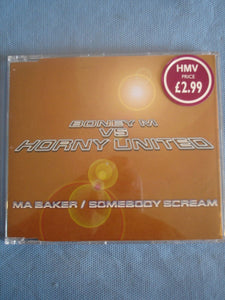 HMV
PRICE
£2.99
BONEY M.
VS
HORNY UNITED
MA BAKER / SOMEBODY SCREAM